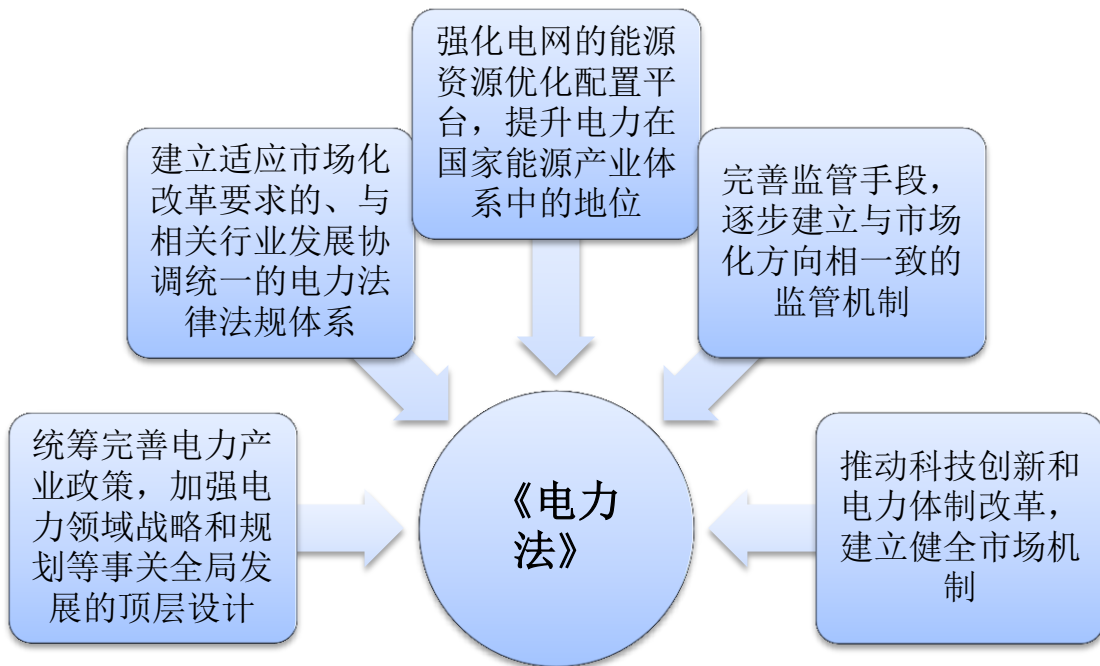 强化电网的能源
资源优化配置平
台，提升电力在
国家能源产业体
系中的地位
建立适应市场化
改革要求的、与
相关行业发展协
调统一的电力法
律法规体系
完善监管手段，
逐步建立与市场
化方向相一致的
监管机制
统筹完善电力产
业政策，加强电
力领域战略和规
划等事关全局发
展的顶层设计
《电力
法》
推动科技创新和
电力体制改革，
建立健全市场机
制